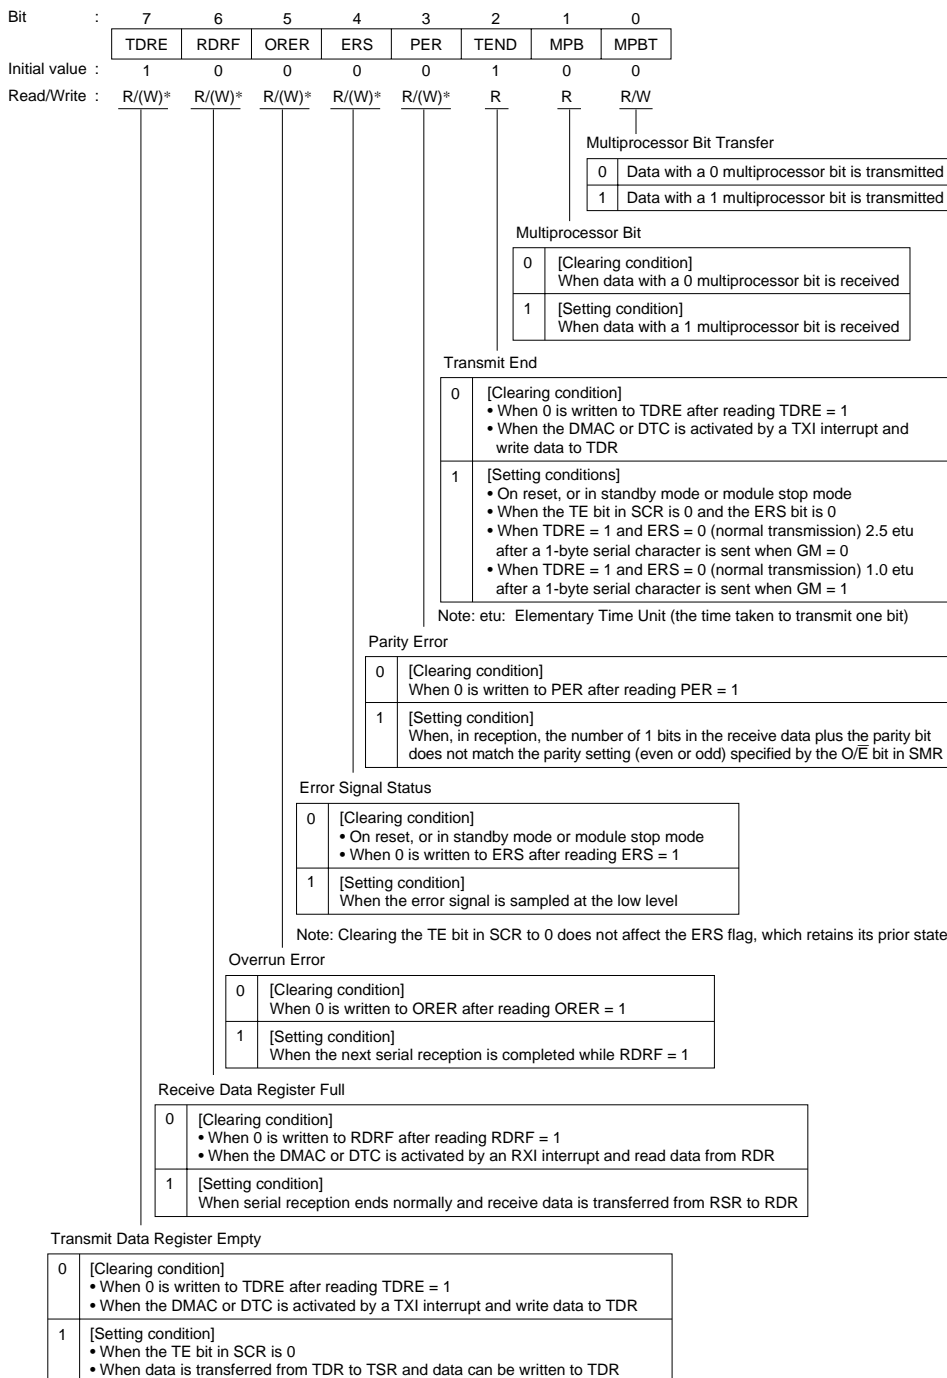 Bit : 7 6 5 4 3 2 1 0
TDRE RDRF ORER ERS PER TEND MPB MPBT
Initial value : 1 0 0 0 0 1 0 0
Read/Write : R/(W)* R/(W)* R/(W)* R/(W)* R/(W)* R R R/W
Multiprocessor Bit Transfer
0 Data with a 0 multiprocessor bit is transmitted
1 Data with a 1 multiprocessor bit is transmitted
Multiprocessor Bit
0 [Clearing condition]
When data with a 0 multiprocessor bit is received
1 [Setting condition]
When data with a 1 multiprocessor bit is received
Transmit End
0 [Clearing condition]
• When 0 is written to TDRE after reading TDRE = 1
• When the DMAC or DTC is activated by a TXI interrupt and
write data to TDR
1 [Setting conditions]
• On reset, or in standby mode or module stop mode
• When the TE bit in SCR is 0 and the ERS bit is 0
• When TDRE = 1 and ERS = 0 (normal transmission) 2.5 etu
after a 1-byte serial character is sent when GM = 0
• When TDRE = 1 and ERS = 0 (normal transmission) 1.0 etu
after a 1-byte serial character is sent when GM = 1
Note: etu: Elementary Time Unit (the time taken to transmit one bit)
Parity Error
0 [Clearing condition]
When 0 is written to PER after reading PER = 1
1 [Setting condition]
When, in reception, the number of 1 bits in the receive data plus the parity bit
does not match the parity setting (even or odd) specified by the O/E̅ bit in SMR
Error Signal Status
0 [Clearing condition]
• On reset, or in standby mode or module stop mode
• When 0 is written to ERS after reading ERS = 1
1 [Setting condition]
When the error signal is sampled at the low level
Note: Clearing the TE bit in SCR to 0 does not affect the ERS flag, which retains its prior state
Overrun Error
0 [Clearing condition]
When 0 is written to ORER after reading ORER = 1
1 [Setting condition]
When the next serial reception is completed while RDRF = 1
Receive Data Register Full
0 [Clearing condition]
• When 0 is written to RDRF after reading RDRF = 1
• When the DMAC or DTC is activated by an RXI interrupt and read data from RDR
1 [Setting condition]
When serial reception ends normally and receive data is transferred from RSR to RDR
Transmit Data Register Empty
0 [Clearing condition]
• When 0 is written to TDRE after reading TDRE = 1
• When the DMAC or DTC is activated by a TXI interrupt and write data to TDR
1 [Setting condition]
• When the TE bit in SCR is 0
• When data is transferred from TDR to TSR and data can be written to TDR